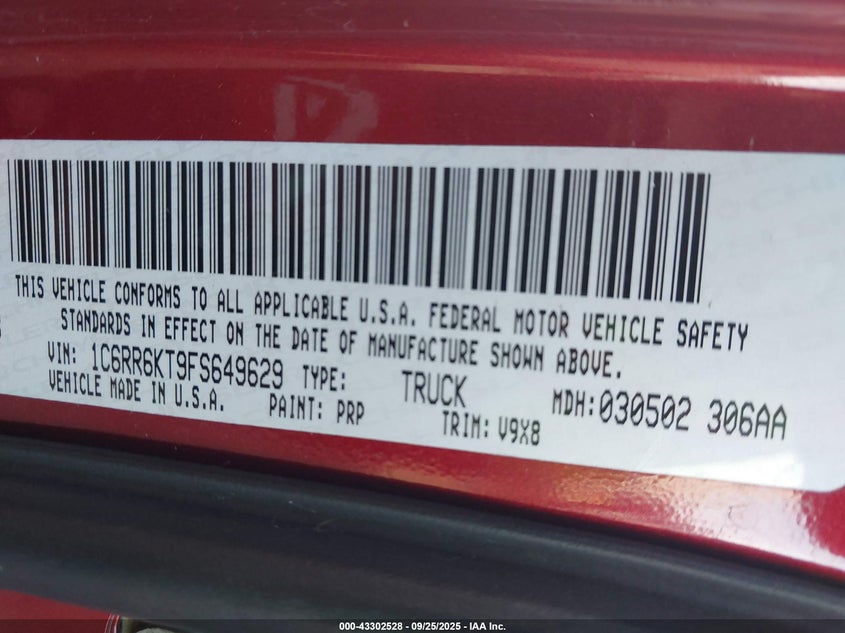 THIS VEHICLE CONFORMS TO ALL APPLICABLE U.S.A. FEDERAL MOTOR VEHICLE SAFETY
STANDARDS IN EFFECT ON THE DATE OF MANUFACTURE SHOWN ABOVE.
VIN: 1C6RR6KT9FS649629 TYPE: TRUCK MDH:030502 306AA
VEHICLE MADE IN U.S.A. PAINT: PRP TRIM: V9X8
000-43302528 - 09/25/2025 - IAA Inc.